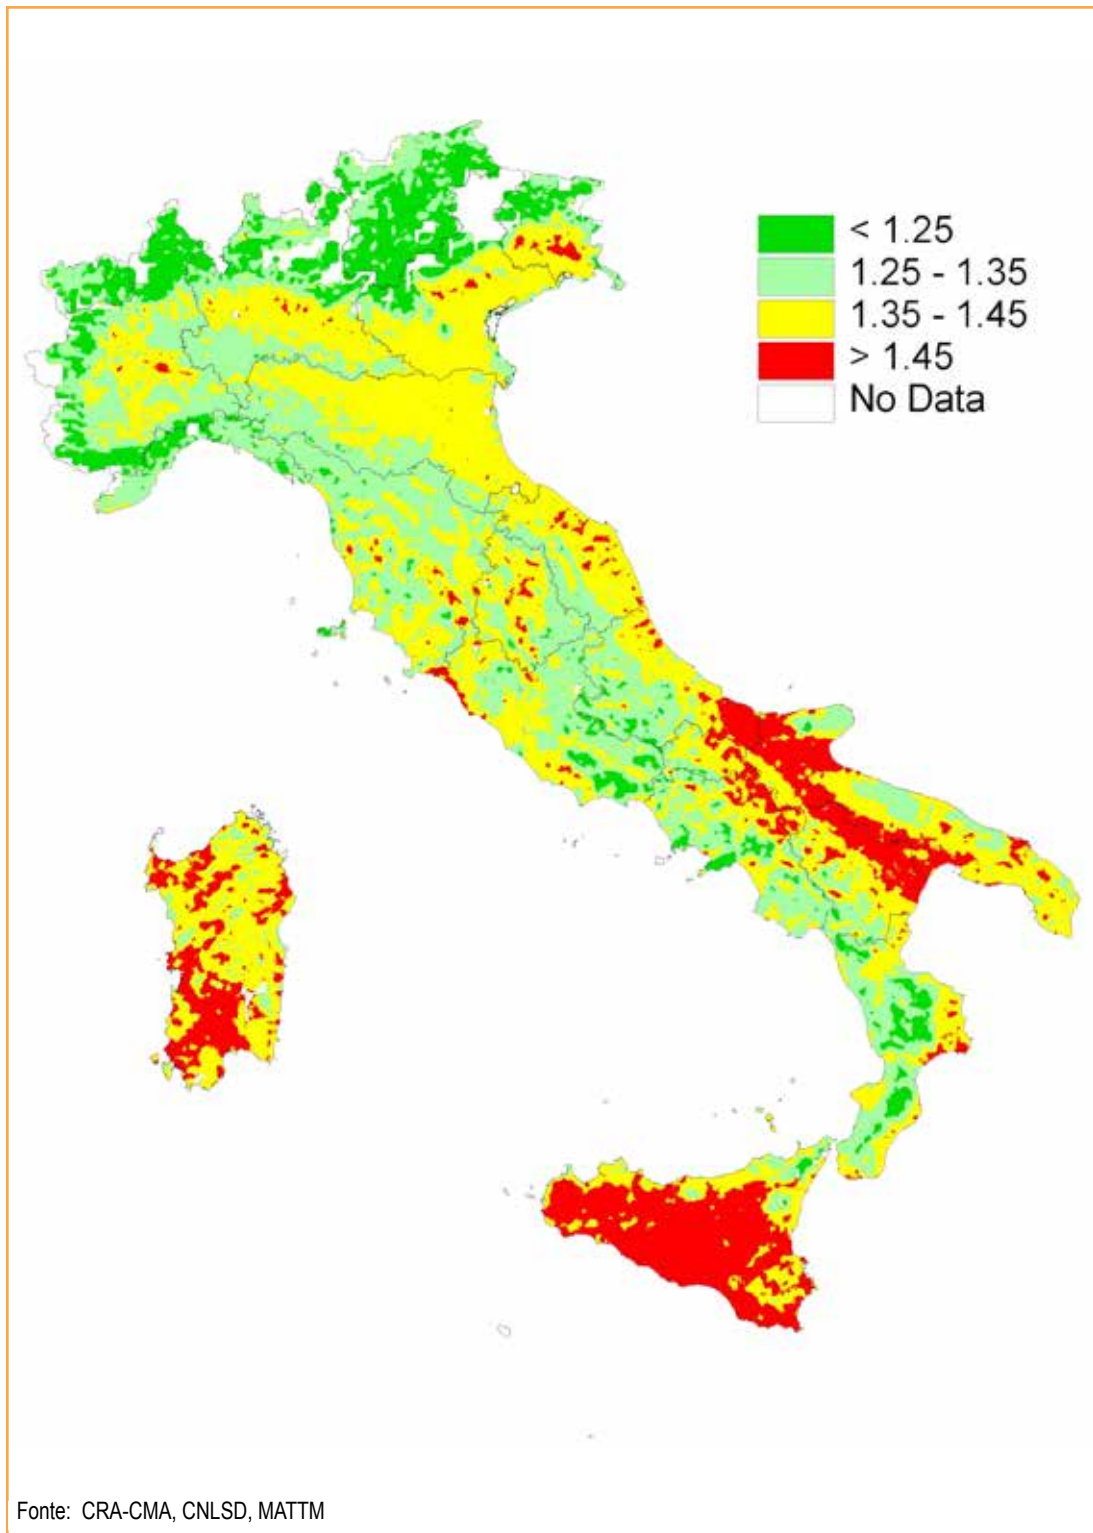 < 1.25
1.25 - 1.35
1.35 - 1.45
> 1.45
No Data
Fonte: CRA-CMA, CNLSD, MATTM